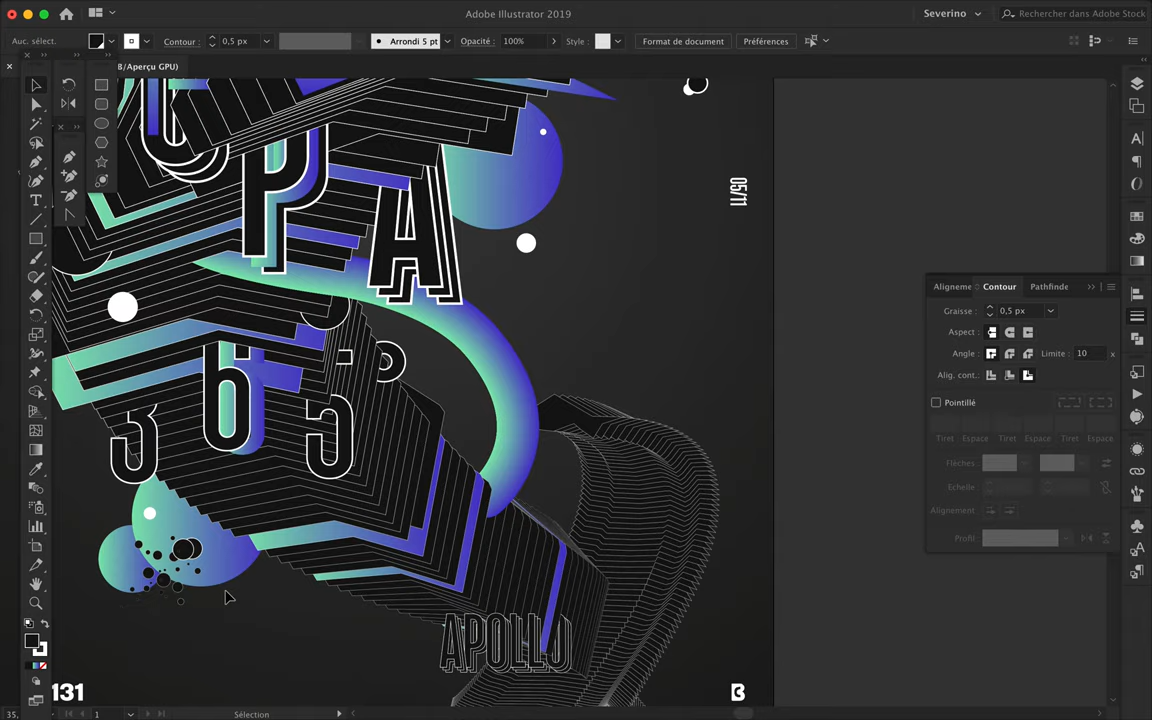 Adobe Illustrator 2019
Severino
Rechercher dans Adobe Stock
Auc. sélect.
Contour :
0,5 px
Arrondi 5 pt
Opacité :
100%
Style :
Format de document
Préférences
B/Aperçu GPU)
PA
05/11
365
APOLLO
131
B
Aligneme
Contour
Pathfinde
Graisse :
0,5 px
Aspect :
Angle :
Limite :
10
x
Alig. cont.:
Pointillé
Tiret
Espace
Tiret
Espace
Tiret
Espace
Flèches :
Echelle :
Alignement :
Profil :
35,
1
Sélection